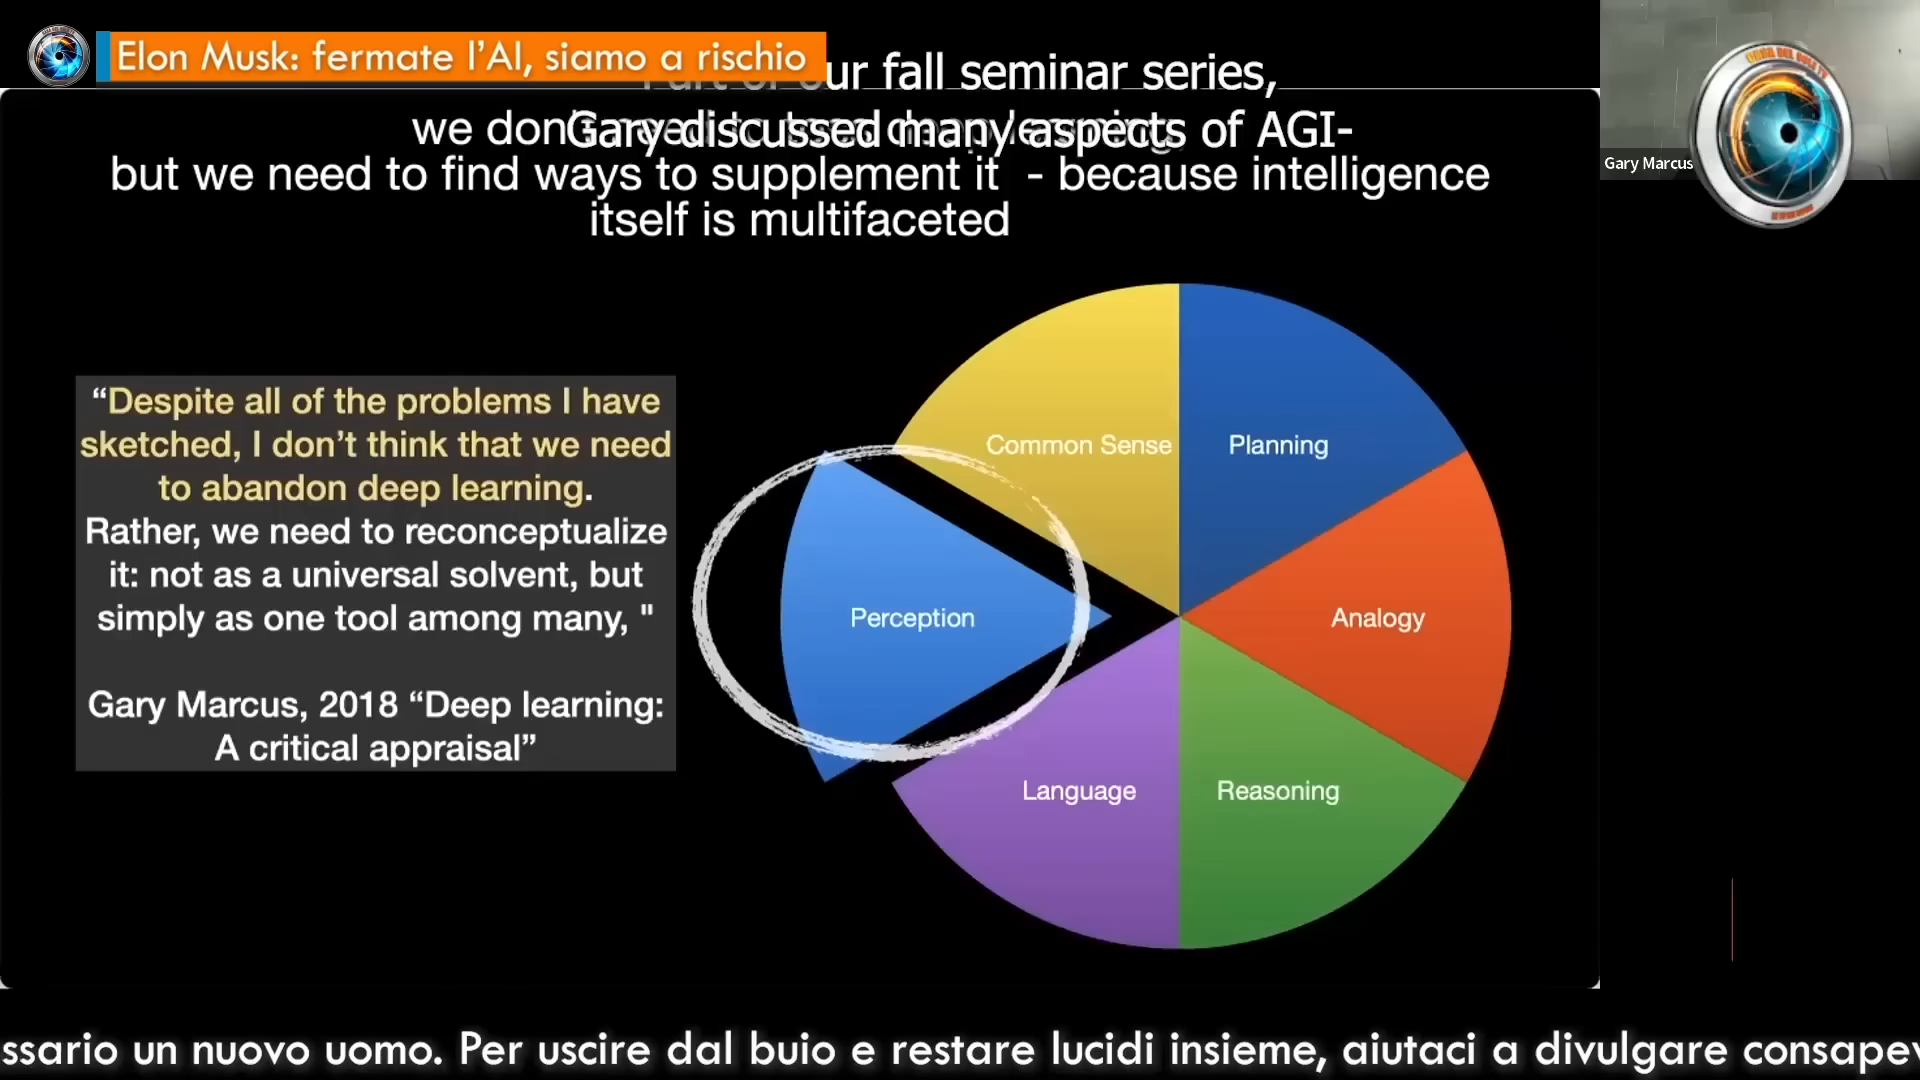 Elon Musk: fermate l’AI, siamo a rischio
ur fall seminar series,
Gary discussed many aspects of AGI-
we don
but we need to find ways to supplement it - because intelligence
itself is multifaceted
Gary Marcus
“Despite all of the problems I have
sketched, I don’t think that we need
to abandon deep learning.
Rather, we need to reconceptualize
it: not as a universal solvent, but
simply as one tool among many, "
Gary Marcus, 2018 “Deep learning:
A critical appraisal”
Common Sense
Planning
Perception
Analogy
Language
Reasoning
ssario un nuovo uomo. Per uscire dal buio e restare lucidi insieme, aiutaci a divulgare consapev